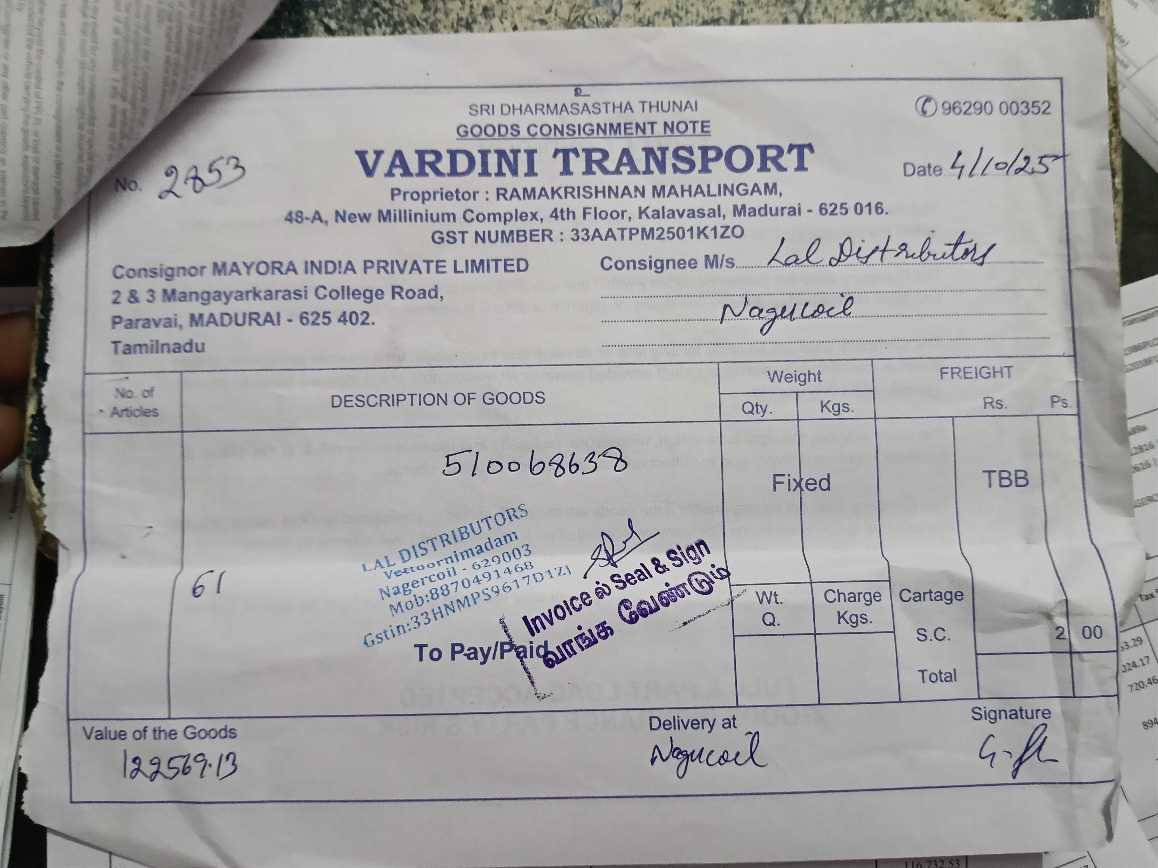 SRI DHARMASASTHA THUNAI
✆ 96290 00352
GOODS CONSIGNMENT NOTE
No. 2853
VARDINI TRANSPORT
Date 4/10/25
Proprietor : RAMAKRISHNAN MAHALINGAM,
48-A, New Millinium Complex, 4th Floor, Kalavasal, Madurai - 625 016.
GST NUMBER : 33AATPM2501K1ZO
Consignor MAYORA INDIA PRIVATE LIMITED
2 & 3 Mangayarkarasi College Road,
Paravai, MADURAI - 625 402.
Tamilnadu
Consignee M/s. Lal Distributors
Nagercoil
No. of
Articles
DESCRIPTION OF GOODS
Weight
Qty. Kgs.
FREIGHT
Rs. Ps.
510068638
Fixed
TBB
61
LAL DISTRIBUTORS
Vettoornimadam
Nagercoil - 629003
Mob:8870491468
Gstin:33HNMPS9617D1ZI
Invoice ல் Seal & Sign
வாங்க வேண்டும்
To Pay/Paid
Wt.
Q.
Charge
Kgs.
Cartage
S.C. 2 00
Total
Value of the Goods
122569.13
Delivery at
Nagercoil
Signature